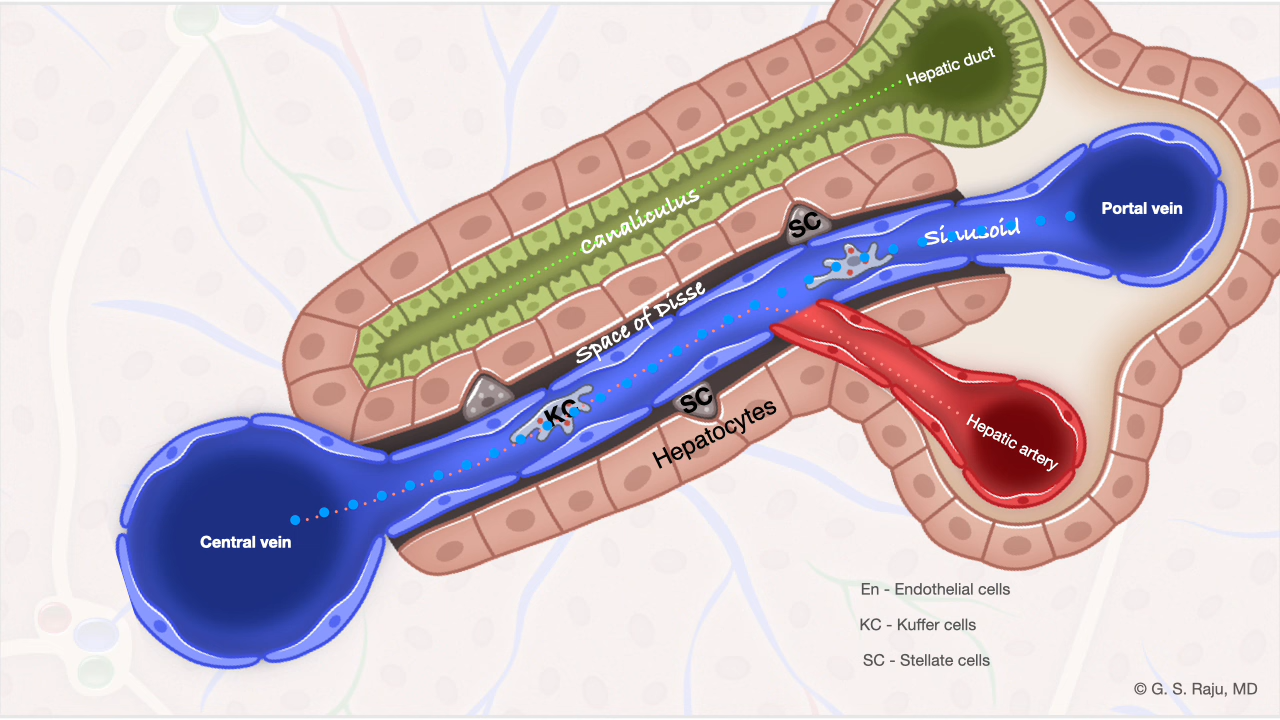 Hepatic duct
Canaliculus
SC
Sinusoid
Portal vein
Space of Disse
KC
SC
Hepatocytes
Hepatic artery
Central vein
En - Endothelial cells
KC - Kuffer cells
SC - Stellate cells
© G. S. Raju, MD